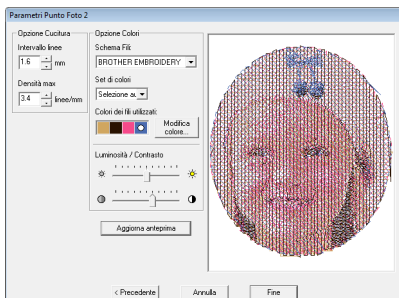 Parametri Punto Foto 2
Opzione Cucitura
Intervallo linee
1.6 mm
Densità max
3.4 linee/mm
Opzione Colori
Schema Fili:
BROTHER EMBROIDERY
Set di colori
Selezione au
Colori dei fili utilizzati:
Modifica
colore...
Luminosità / Contrasto
Aggiorna anteprima
< Precedente
Annulla
Fine